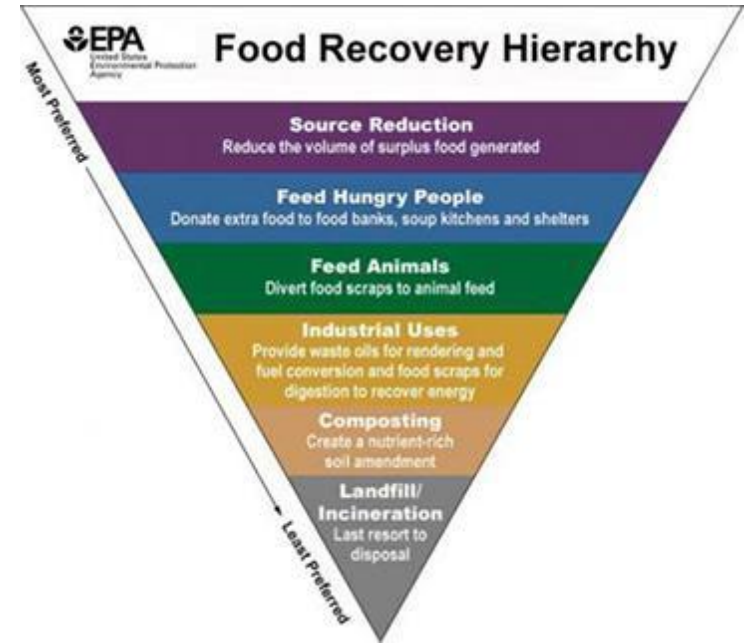 EPA
United States
Environmental Protection
Agency
Food Recovery Hierarchy
Most Preferred
Source Reduction
Reduce the volume of surplus food generated
Feed Hungry People
Donate extra food to food banks, soup kitchens and shelters
Feed Animals
Divert food scraps to animal feed
Industrial Uses
Provide waste oils for rendering and
fuel conversion and food scraps for
digestion to recover energy
Composting
Create a nutrient-rich
soil amendment
Landfill/
Incineration
Last resort to
disposal
Least Preferred